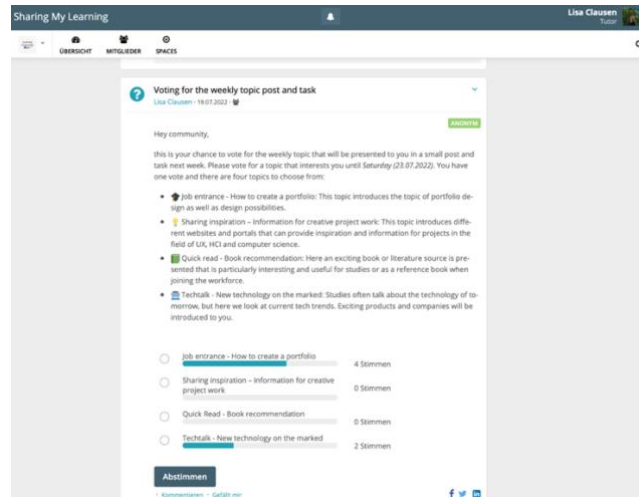 Sharing My Learning
Lisa Clausen
Tutor
ÜBERSICHT
MITGLIEDER
SPACES
Voting for the weekly topic post and task
Lisa Clausen - 19.07.2022 -
ANONYM
Hey community,
this is your chance to vote for the weekly topic that will be presented to you in a small post and
task next week. Please vote for a topic that interests you until Saturday (23.07.2022). You have
one vote and there are four topics to choose from:
• Job entrance - How to create a portfolio: This topic introduces the topic of portfolio de-
sign as well as design possibilities.
• Sharing inspiration – Information for creative project work: This topic introduces diffe-
rent websites and portals that can provide inspiration and information for projects in the
field of UX, HCI and computer science.
• Quick read - Book recommendation: Here an exciting book or literature source is pre-
sented that is particularly interesting and useful for studies or as a reference book when
joining the workforce.
• Techtalk - New technology on the marked: Studies often talk about the technology of to-
morrow, but here we look at current tech trends. Exciting products and companies will be
introduced to you.
Job entrance - How to create a portfolio
4 Stimmen
Sharing inspiration – Information for creative
project work
0 Stimmen
Quick Read - Book recommendation
0 Stimmen
Techtalk - New technology on the marked
2 Stimmen
Abstimmen
Kommentieren · Gefällt mir